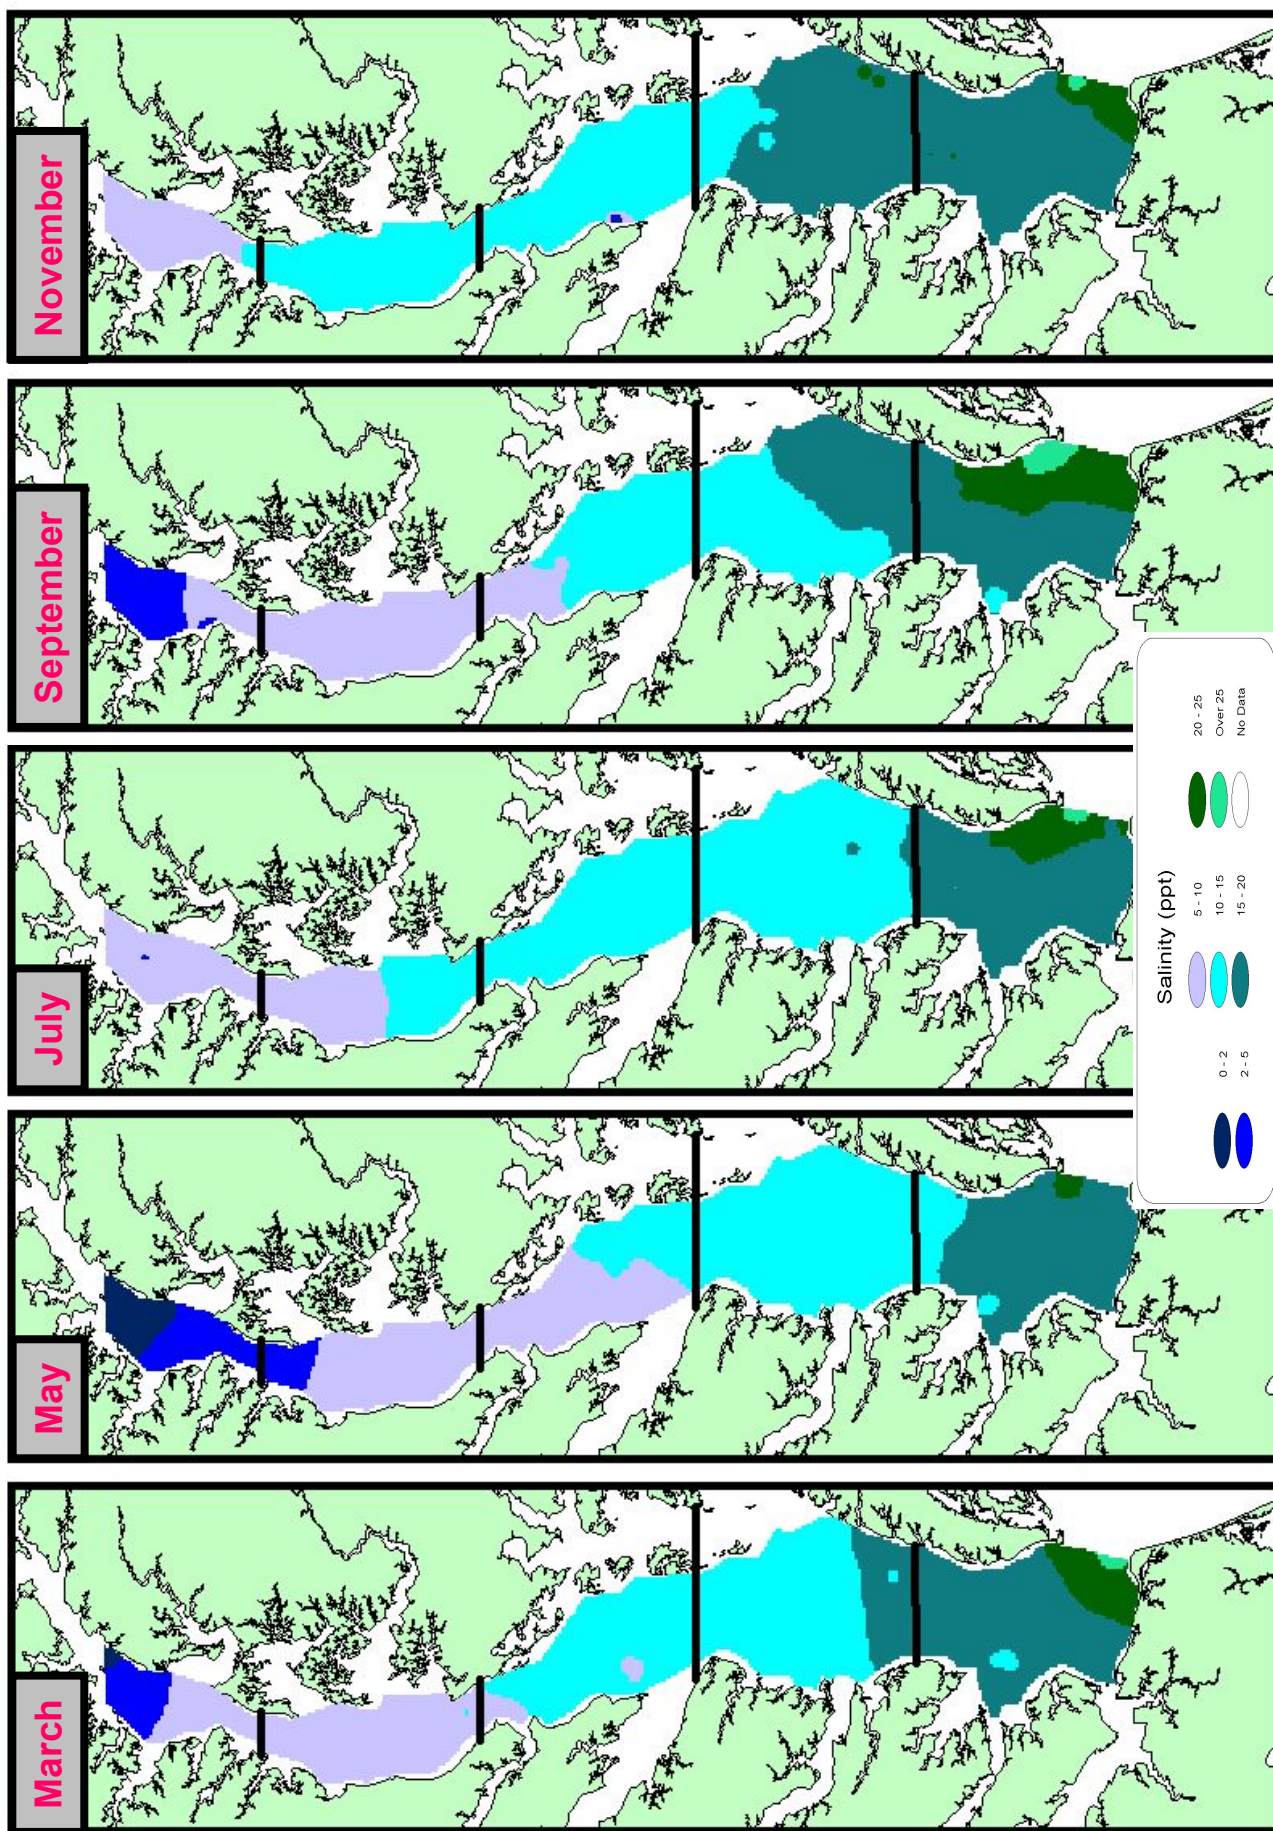 March
May
July
September
November
Salinity (ppt)
0 - 2
2 - 5
5 - 10
10 - 15
15 - 20
20 - 25
Over 25
No Data